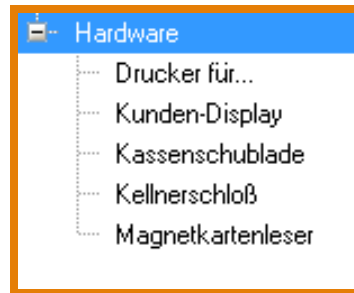 Hardware
Drucker für...
Kunden-Display
Kassenschublade
Kellnerschloß
Magnetkartenleser